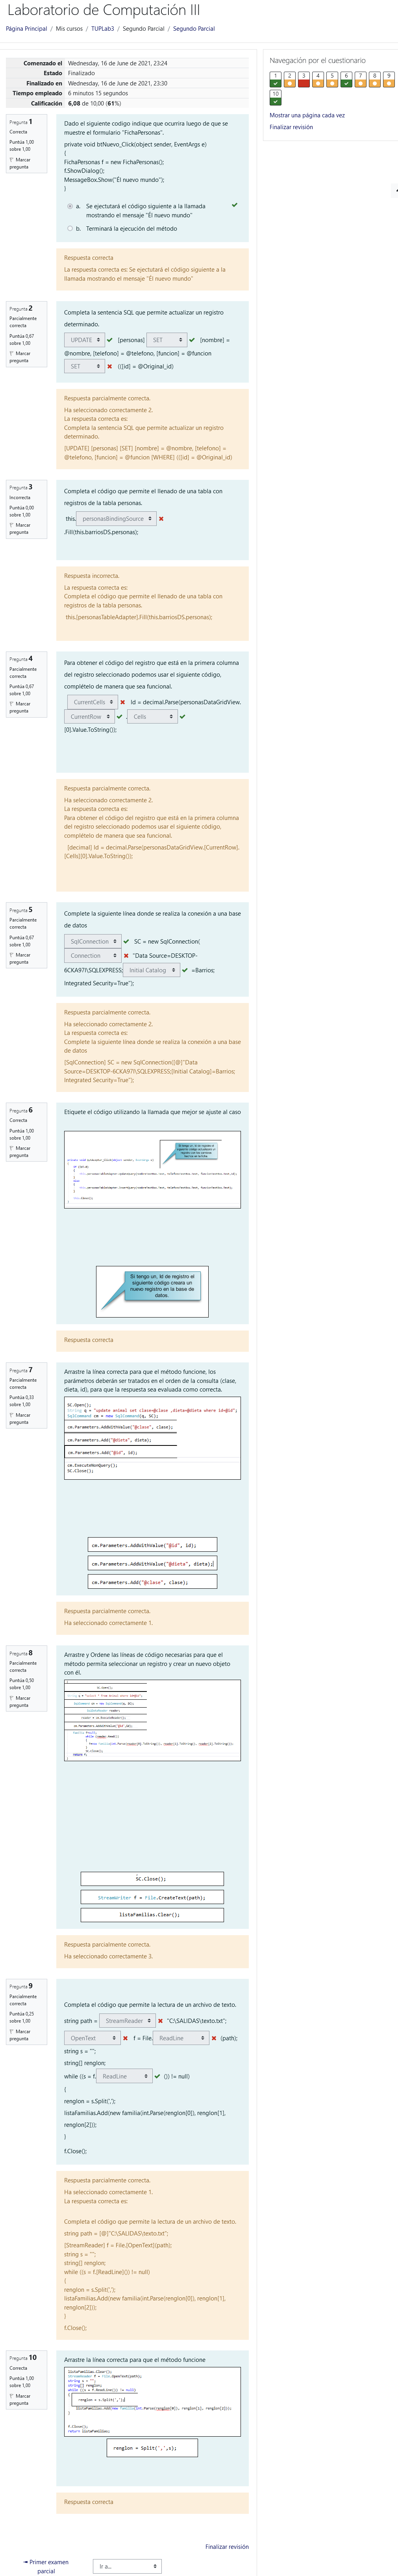 Laboratorio de Computación III
Página Principal / Mis cursos / TUPLab3 / Segundo Parcial / Segundo Parcial
Comenzado el Wednesday, 16 de June de 2021, 23:24
Estado Finalizado
Finalizado en Wednesday, 16 de June de 2021, 23:30
Tiempo empleado 6 minutos 15 segundos
Calificación 6,08 de 10,00 (61%)
Navegación por el cuestionario
1 2 3 4 5 6 7 8 9
10
Mostrar una página cada vez
Finalizar revisión
Pregunta 1
Correcta
Puntúa 1,00
sobre 1,00
Marcar
pregunta
Dado el siguiente codigo indique que ocurrira luego de que se
muestre el formulario "FichaPersonas".
private void btNuevo_Click(object sender, EventArgs e)
{
FichaPersonas f = new FichaPersonas();
f.ShowDialog();
MessageBox.Show("Él nuevo mundo");
}
a. Se ejectutará el código siguiente a la llamada
mostrando el mensaje "Él nuevo mundo"
b. Terminará la ejecución del método
Respuesta correcta
La respuesta correcta es: Se ejectutará el código siguiente a la
llamada mostrando el mensaje "Él nuevo mundo"
Pregunta 2
Parcialmente
correcta
Puntúa 0,67
sobre 1,00
Marcar
pregunta
Completa la sentencia SQL que permite actualizar un registro
determinado.
UPDATE [personas] SET [nombre] =
@nombre, [telefono] = @telefono, [funcion] = @funcion
SET (([id] = @Original_id)
Respuesta parcialmente correcta.
Ha seleccionado correctamente 2.
La respuesta correcta es:
Completa la sentencia SQL que permite actualizar un registro
determinado.
[UPDATE] [personas] [SET] [nombre] = @nombre, [telefono] =
@telefono, [funcion] = @funcion [WHERE] (([id] = @Original_id)
Pregunta 3
Incorrecta
Puntúa 0,00
sobre 1,00
Marcar
pregunta
Completa el código que permite el llenado de una tabla con
registros de la tabla personas.
this. personasBindingSource
.Fill(this.barriosDS.personas);
Respuesta incorrecta.
La respuesta correcta es:
Completa el código que permite el llenado de una tabla con
registros de la tabla personas.
this.[personasTableAdapter].Fill(this.barriosDS.personas);
Pregunta 4
Parcialmente
correcta
Puntúa 0,67
sobre 1,00
Marcar
pregunta
Para obtener el código del registro que está en la primera columna
del registro selecciondo podemos usar el siguiente código,
complételo de manera que sea funcional.
CurrentCells Id = decimal.Parse(personasDataGridView.
CurrentRow . Cells
[0].Value.ToString());
Respuesta parcialmente correcta.
Ha seleccionado correctamente 2.
La respuesta correcta es:
Para obtener el código del registro que está en la primera columna
del registro selecciondo podemos usar el siguiente código,
complételo de manera que sea funcional.
[decimal] Id = decimal.Parse(personasDataGridView.[CurrentRow].
[Cells][0].Value.ToString());
Pregunta 5
Parcialmente
correcta
Puntúa 0,67
sobre 1,00
Marcar
pregunta
Complete la siguiente línea donde se realiza la conexión a una base
de datos
SqlConnection SC = new SqlConnection(
Connection "Data Source=DESKTOP-
6CKA97I\SQLEXPRESS; Initial Catalog =Barrios;
Integrated Security=True");
Respuesta parcialmente correcta.
Ha seleccionado correctamente 2.
La respuesta correcta es:
Complete la siguiente línea donde se realiza la conexión a una base
de datos
[SqlConnection] SC = new SqlConnection([@]"Data
Source=DESKTOP-6CKA97I\SQLEXPRESS;[Initial Catalog]=Barrios;
Integrated Security=True");
Pregunta 6
Correcta
Puntúa 1,00
sobre 1,00
Marcar
pregunta
Etiquete el código utilizando la llamada que mejor se ajuste al caso
Si tengo un, Id de registro el
siguiente código creara un
nuevo registro en la base de
datos.
Respuesta correcta
Pregunta 7
Parcialmente
correcta
Puntúa 0,33
sobre 1,00
Marcar
pregunta
Arrastre la línea correcta para que el método funcione, los
parámetros deberán ser tratados en el orden de la consulta (clase,
dieta, id), para que la respuesta sea evaluada como correcta.
SC.Open();
string q = "update animal set clase=@clase ,dieta=@dieta where id=@id";
SqlCommand cm = new SqlCommand(q, SC);
cm.Parameters.AddWithValue("@clase", clase);
cm.Parameters.Add("@dieta", dieta);
cm.Parameters.Add("@id", id);
cm.ExecuteNonQuery();
SC.Close();
cm.Parameters.AddWithValue("@id", id);
cm.Parameters.AddWithValue("@dieta", dieta);
cm.Parameters.Add("@clase", clase);
Respuesta parcialmente correcta.
Ha seleccionado correctamente 1.
Pregunta 8
Parcialmente
correcta
Puntúa 0,50
sobre 1,00
Marcar
pregunta
Arrastre y Ordene las líneas de código necesarias para que el
método permita seleccionar un registro y crear un nuevo objeto
con él.
SC.Close();
StreamWriter f = File.CreateText(path);
listaFamilias.Clear();
Respuesta parcialmente correcta.
Ha seleccionado correctamente 3.
Pregunta 9
Parcialmente
correcta
Puntúa 0,25
sobre 1,00
Marcar
pregunta
Completa el código que permite la lectura de un archivo de texto.
string path = StreamReader "C:\SALIDAS\texto.txt";
OpenText f = File. ReadLine (path);
string s = "";
string[] renglon;
while ((s = f. ReadLine ()) != null)
{
renglon = s.Split(',');
listaFamilias.Add(new familia(int.Parse(renglon[0]), renglon[1],
renglon[2]));
}
f.Close();
Respuesta parcialmente correcta.
Ha seleccionado correctamente 1.
La respuesta correcta es:
Completa el código que permite la lectura de un archivo de texto.
string path = [@]"C:\SALIDAS\texto.txt";
[StreamReader] f = File.[OpenText](path);
string s = "";
string[] renglon;
while ((s = f.[ReadLine]()) != null)
{
renglon = s.Split(',');
listaFamilias.Add(new familia(int.Parse(renglon[0]), renglon[1],
renglon[2]));
}
f.Close();
Pregunta 10
Correcta
Puntúa 1,00
sobre 1,00
Marcar
pregunta
Arrastre la línea correcta para que el método funcione
listaFamilias.Clear();
StreamReader f = File.OpenText(path);
string s = "";
string[] renglon;
while ((s = f.ReadLine()) != null)
{
renglon = s.Split(',');
listaFamilias.Add(new familia(int.Parse(renglon[0]), renglon[1], renglon[2]));
}
f.Close();
return listaFamilias;
renglon = Split(',',s);
Respuesta correcta
Finalizar revisión
Primer examen
parcial
Ir a...